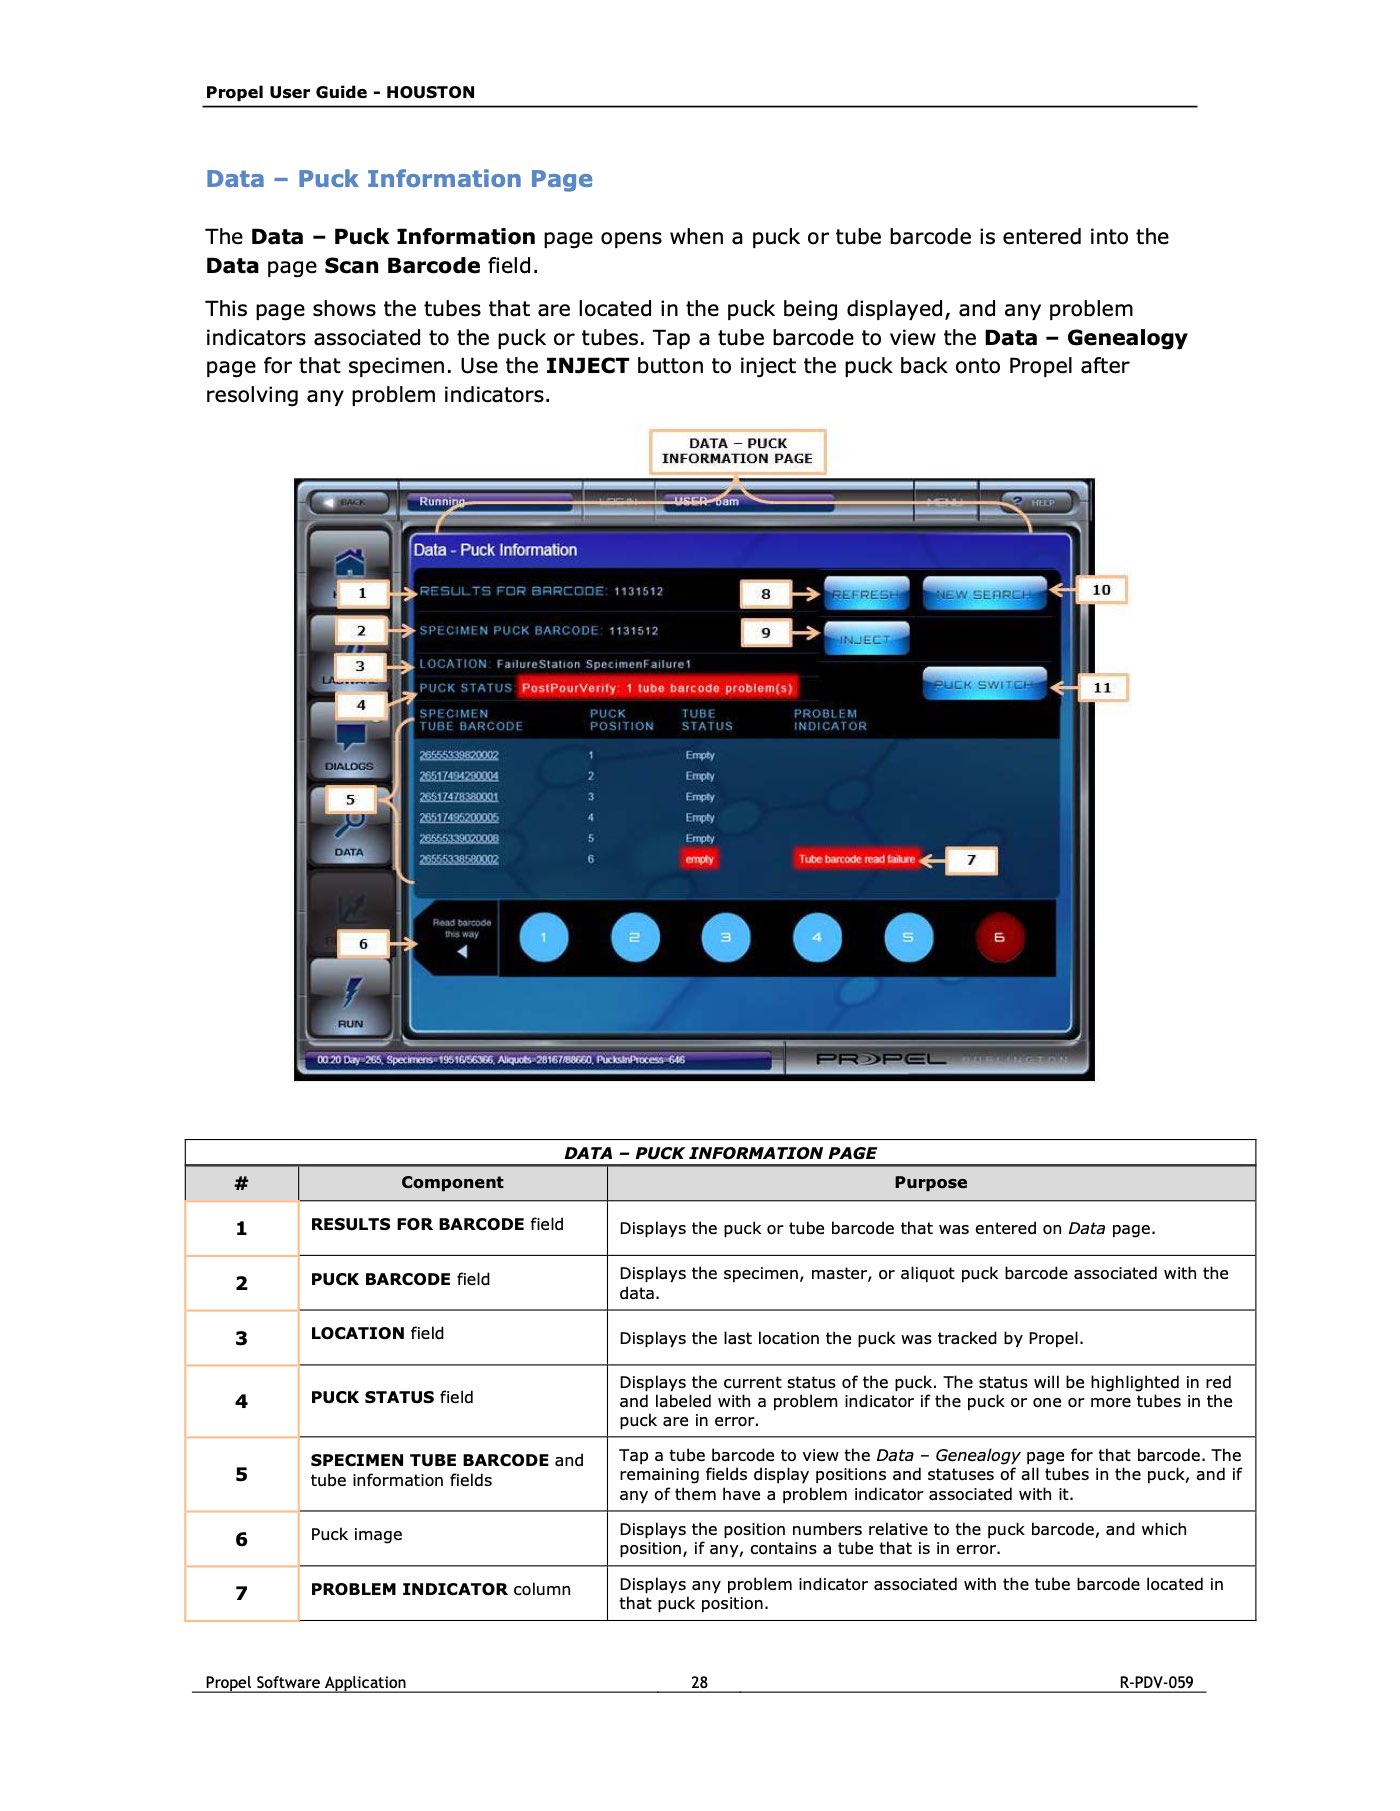 Propel User Guide - HOUSTON
Data – Puck Information Page
The Data – Puck Information page opens when a puck or tube barcode is entered into the
Data page Scan Barcode field.
This page shows the tubes that are located in the puck being displayed, and any problem
indicators associated to the puck or tubes. Tap a tube barcode to view the Data – Genealogy
page for that specimen. Use the INJECT button to inject the puck back onto Propel after
resolving any problem indicators.
DATA – PUCK
INFORMATION PAGE
BACK Running LOG IN USER: bam MENU ? HELP
Data - Puck Information
1 RESULTS FOR BARCODE: 1131512 8 REFRESH NEW SEARCH 10
2 SPECIMEN PUCK BARCODE: 1131512 9 INJECT
3 LOCATION: FailureStation SpecimenFailure1
4 PUCK STATUS: PostPourVerify: 1 tube barcode problem(s) PUCK SWITCH 11
SPECIMEN PUCK TUBE PROBLEM
TUBE BARCODE POSITION STATUS INDICATOR
26555339820002 1 Empty
DIALOGS
26517494290004 2 Empty
5 26517478380001 3 Empty
26517495200005 4 Empty
26555339020008 5 Empty
DATA
26555338580002 6 empty Tube barcode read failure 7
Read barcode
this way
6 1 2 3 4 5 6
RUN
00:20 Day=265, Specimens=19516/56366, Aliquots=28167/88660, PucksInProcess=646 PROPEL BURLINGTON
DATA – PUCK INFORMATION PAGE
# Component Purpose
1 RESULTS FOR BARCODE field Displays the puck or tube barcode that was entered on Data page.
2 PUCK BARCODE field Displays the specimen, master, or aliquot puck barcode associated with the
data.
3 LOCATION field Displays the last location the puck was tracked by Propel.
4 PUCK STATUS field Displays the current status of the puck. The status will be highlighted in red
and labeled with a problem indicator if the puck or one or more tubes in the
puck are in error.
5 SPECIMEN TUBE BARCODE and
tube information fields
Tap a tube barcode to view the Data – Genealogy page for that barcode. The
remaining fields display positions and statuses of all tubes in the puck, and if
any of them have a problem indicator associated with it.
6 Puck image Displays the position numbers relative to the puck barcode, and which
position, if any, contains a tube that is in error.
7 PROBLEM INDICATOR column Displays any problem indicator associated with the tube barcode located in
that puck position.
Propel Software Application 28 R-PDV-059